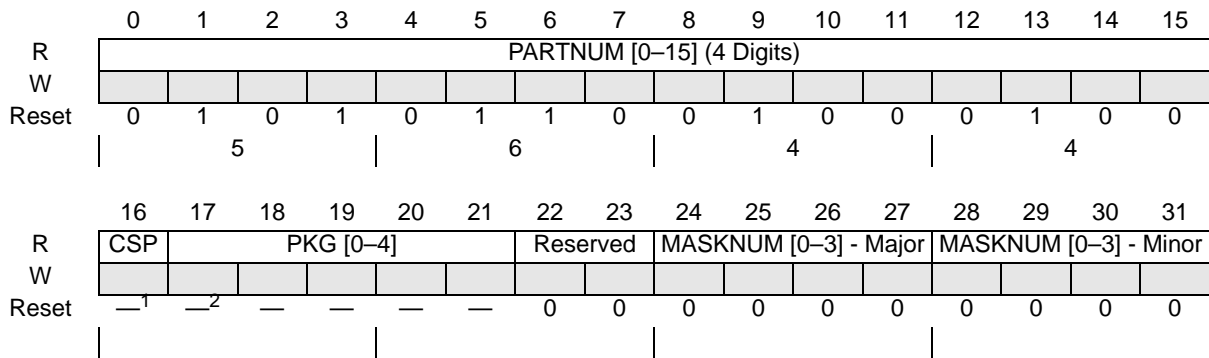 0 1 2 3 4 5 6 7 8 9 10 11 12 13 14 15
R PARTNUM [0–15] (4 Digits)
W
Reset 0 1 0 1 0 1 1 0 0 1 0 0 0 1 0 0
5 6 4 4
16 17 18 19 20 21 22 23 24 25 26 27 28 29 30 31
R CSP PKG [0–4] Reserved MASKNUM [0–3] - Major MASKNUM [0–3] - Minor
W
Reset —1 —2 — — — — 0 0 0 0 0 0 0 0 0 0